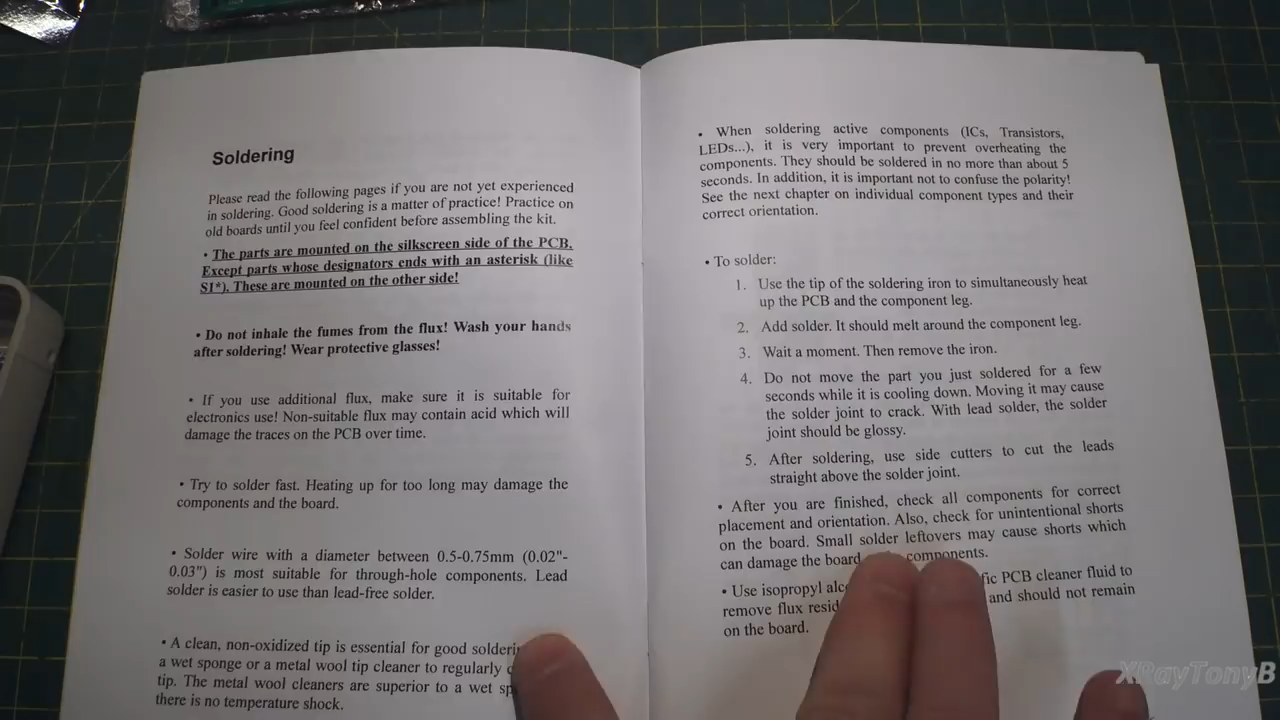 Soldering
Please read the following pages if you are not yet experienced
in soldering. Good soldering is a matter of practice! Practice on
old boards until you feel confident before assembling the kit.
• The parts are mounted on the silkscreen side of the PCB.
Except parts whose designators ends with an asterisk (like
S1*). These are mounted on the other side!
• Do not inhale the fumes from the flux! Wash your hands
after soldering! Wear protective glasses!
• If you use additional flux, make sure it is suitable for
electronics use! Non-suitable flux may contain acid which will
damage the traces on the PCB over time.
• Try to solder fast. Heating up for too long may damage the
components and the board.
• Solder wire with a diameter between 0.5-0.75mm (0.02"-
0.03") is most suitable for through-hole components. Lead
solder is easier to use than lead-free solder.
• A clean, non-oxidized tip is essential for good
a wet sponge or a metal wool tip cleaner to regularly
tip. The metal wool cleaners are superior to a wet
there is no temperature shock.
• When soldering active components (ICs, Transistors,
LEDs...), it is very important to prevent overheating the
components. They should be soldered in no more than about 5
seconds. In addition, it is important not to confuse the polarity!
See the next chapter on individual component types and their
correct orientation.
• To solder:
1. Use the tip of the soldering iron to simultaneously heat
up the PCB and the component leg.
2. Add solder. It should melt around the component leg.
3. Wait a moment. Then remove the iron.
4. Do not move the part you just soldered for a few
seconds while it is cooling down. Moving it may cause
the solder joint to crack. With lead solder, the solder
joint should be glossy.
5. After soldering, use side cutters to cut the leads
straight above the solder joint.
• After you are finished, check all components for correct
placement and orientation. Also, check for unintentional shorts
on the board. Small solder leftovers may cause shorts which
can damage the board components.
• Use isopropyl PCB cleaner fluid to
remove flux and should not remain
on the board.
XRayTonyB